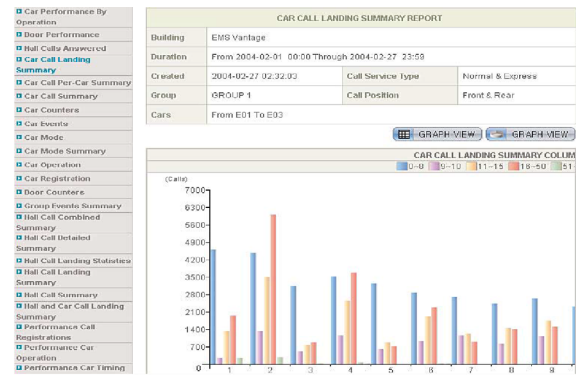 Car Performance By
Operation
Door Performance
Hall Calls Answered
Car Call Landing
Summary
Car Call Per-Car Summary
Car Call Summary
Car Counters
Car Events
Car Mode
Car Mode Summary
Car Operation
Car Registration
Door Counters
Group Events Summary
Hall Call Combined
Summary
Hall Call Detailed
Summary
Hall Call Landing Statistics
Hall Call Landing
Summary
Hall Call Summary
Hall and Car Call Landing
Summary
Performance Call
Registrations
Performance Car
Operation
Performance Car Timing
CAR CALL LANDING SUMMARY REPORT
Building EMS Vantage
Duration From 2004-02-01 00:00 Through 2004-02-27 23:59
Created 2004-02-27 02:32:03 Call Service Type Normal & Express
Group GROUP 1 Call Position Front & Rear
Cars From E01 To E03
GRAPH VIEW GRAPH VIEW
CAR CALL LANDING SUMMARY COLUM
0~8 9~10 11~15 16~50 51-
(Calls)
7000
6300
5600
4900
4200
3500
2800
2100
1400
700
0
1 2 3 4 5 6 7 8 9